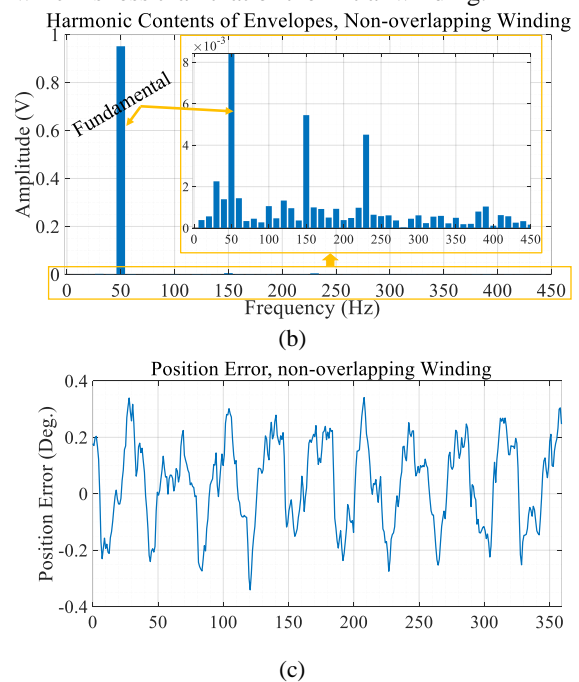 Harmonic Contents of Envelopes, Non-overlapping Winding
×10⁻³
1
0.8
0.6
0.4
0.2
0
Amplitude (V)
Fundamental
8
6
4
2
0
0 50 100 150 200 250 300 350 400 450
0 50 100 150 200 250 300 350 400 450
Frequency (Hz)
(b)
Position Error, non-overlapping Winding
0.4
0.2
0
-0.2
-0.4
Position Error (Deg.)
0 50 100 150 200 250 300 350
(c)